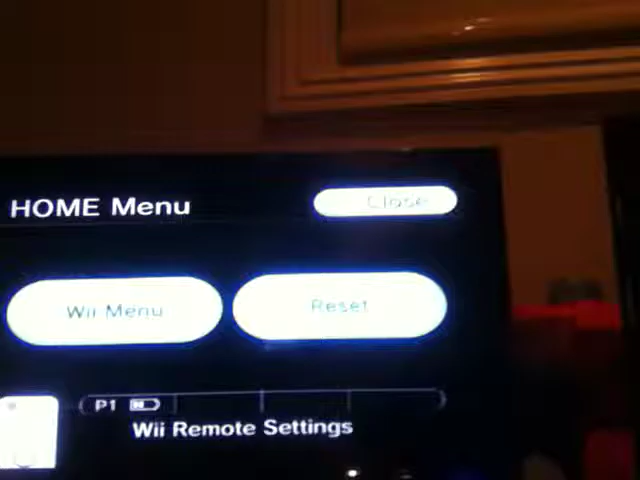 HOME Menu
Close
Wii Menu
Reset
P1
Wii Remote Settings